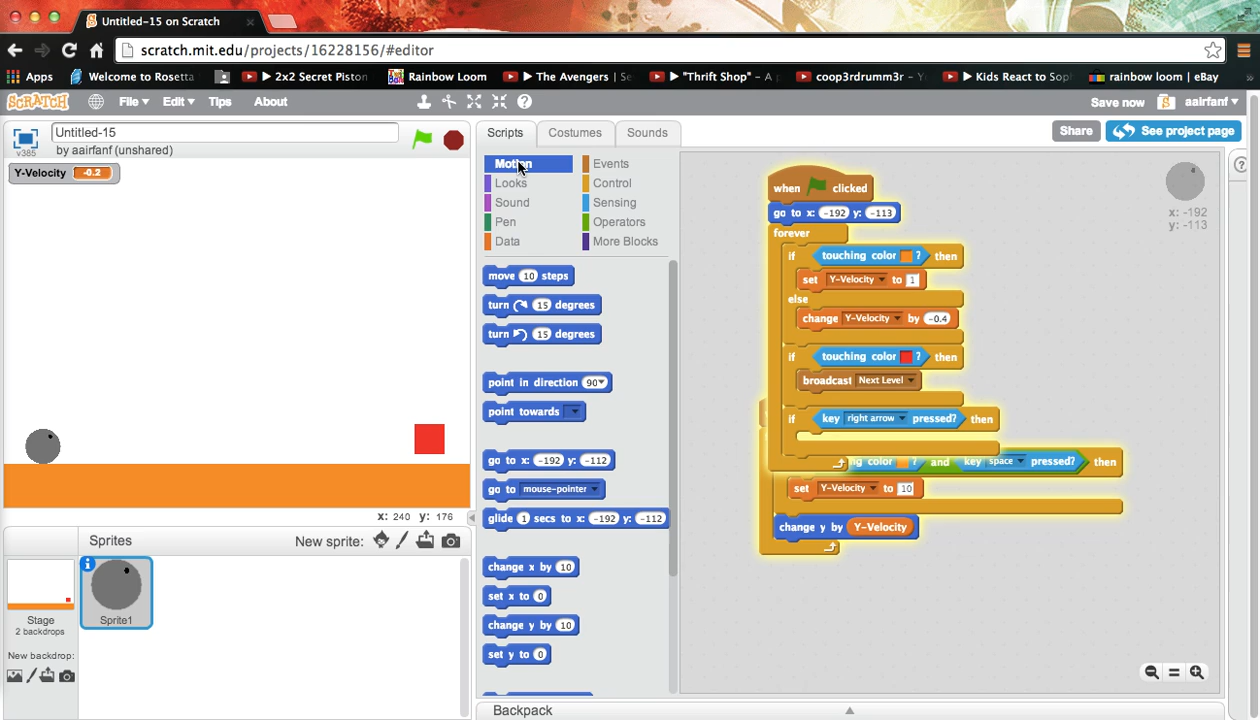 Untitled-15 on Scratch
scratch.mit.edu/projects/16228156/#editor
Apps Welcome to Rosetta 2x2 Secret Piston Rainbow Loom The Avengers | Se "Thrift Shop" - A p coop3rdrumm3r - Y Kids React to Sop rainbow loom | eBay »
SCRATCH File Edit Tips About Save now aairfanf
Untitled-15
by aairfanf (unshared)
v385
Scripts Costumes Sounds Share See project page
Y-Velocity -0.2
Motion Events
Looks Control
Sound Sensing
Pen Operators
Data More Blocks
move 10 steps
turn 15 degrees
turn 15 degrees
point in direction 90
point towards
go to x: -192 y: -112
go to mouse-pointer
glide 1 secs to x: -192 y: -112
change x by 10
set x to 0
change y by 10
set y to 0
when clicked
go to x: -192 y: -113
forever
if touching color ? then
set Y-Velocity to 1
else
change Y-Velocity by -0.4
if touching color ? then
broadcast Next Level
if key right arrow pressed? then
ng color ? and key space pressed? then
set Y-Velocity to 10
change y by Y-Velocity
x: -192
y: -113
x: 240 y: 176
Sprites New sprite:
Stage
2 backdrops
New backdrop:
Sprite1
Backpack